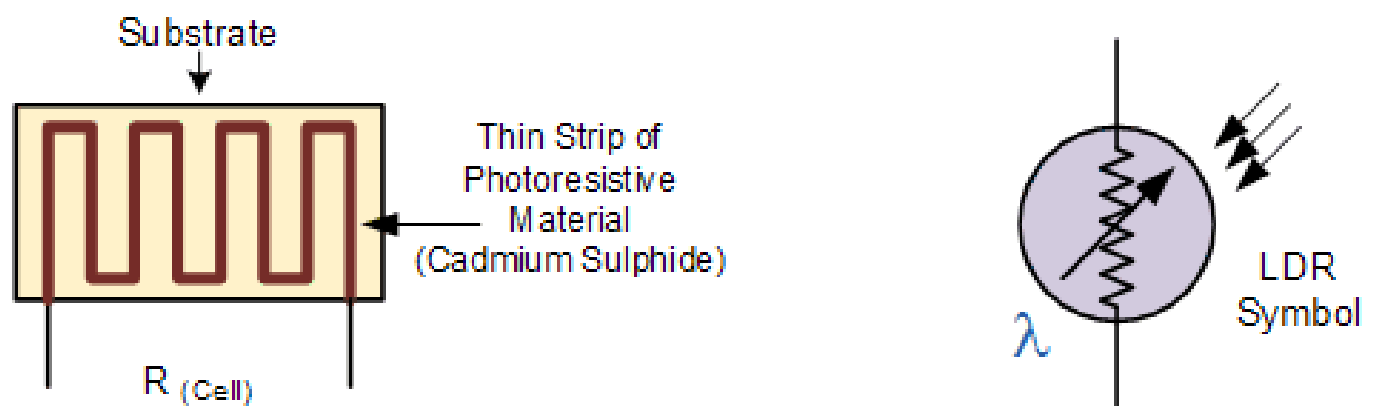 Substrate
Thin Strip of
Photoresistive
Material
(Cadmium Sulphide)
R (Cell)
λ
LDR
Symbol